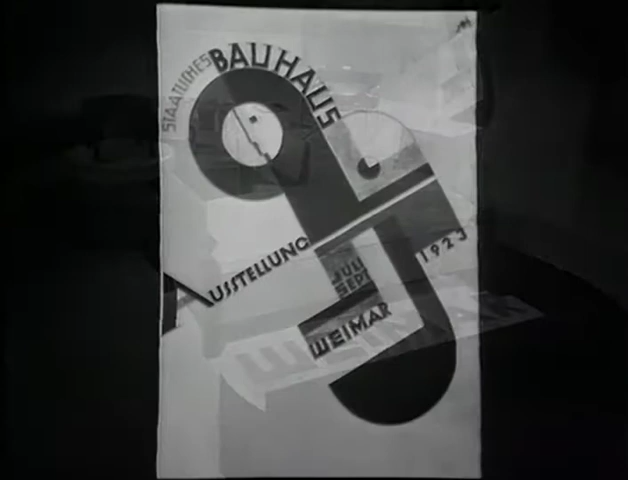 STAATLICHES
BAUHAUS
AUSSTELLUNG
1923
JULI
SEPT
WEIMAR